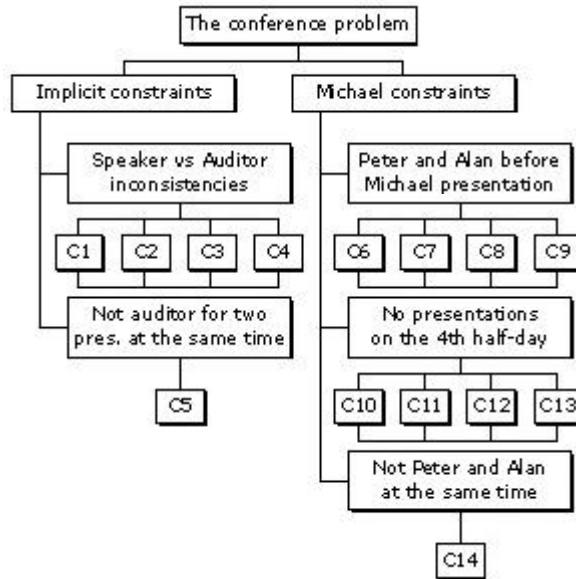 The conference problem
Implicit constraints
Michael constraints
Speaker vs Auditor
inconsistencies
Peter and Alan before
Michael presentation
C1 C2 C3 C4
C6 C7 C8 C9
Not auditor for two
pres. at the same time
No presentations
on the 4th half-day
C5
C10 C11 C12 C13
Not Peter and Alan
at the same time
C14